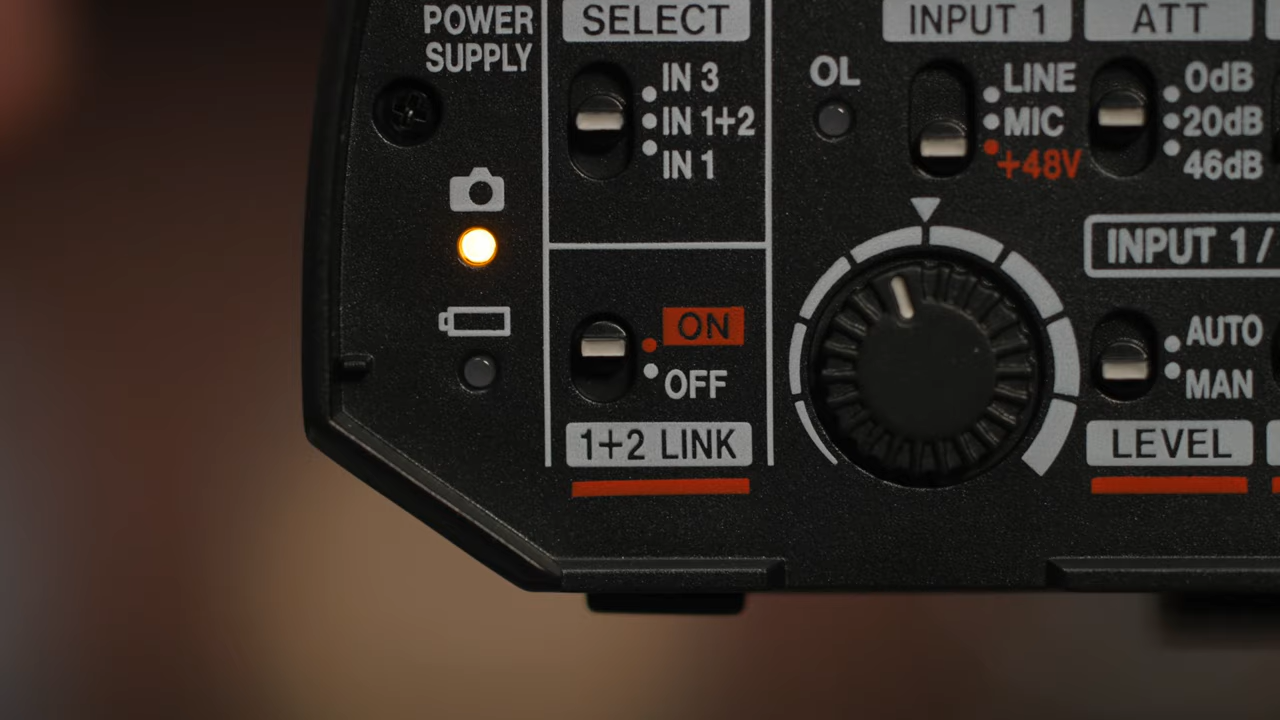 POWER
SUPPLY
SELECT
IN 3
IN 1+2
IN 1
ON
OFF
1+2 LINK
OL
INPUT 1
LINE
MIC
+48V
ATT
0dB
20dB
46dB
INPUT 1/
AUTO
MAN
LEVEL